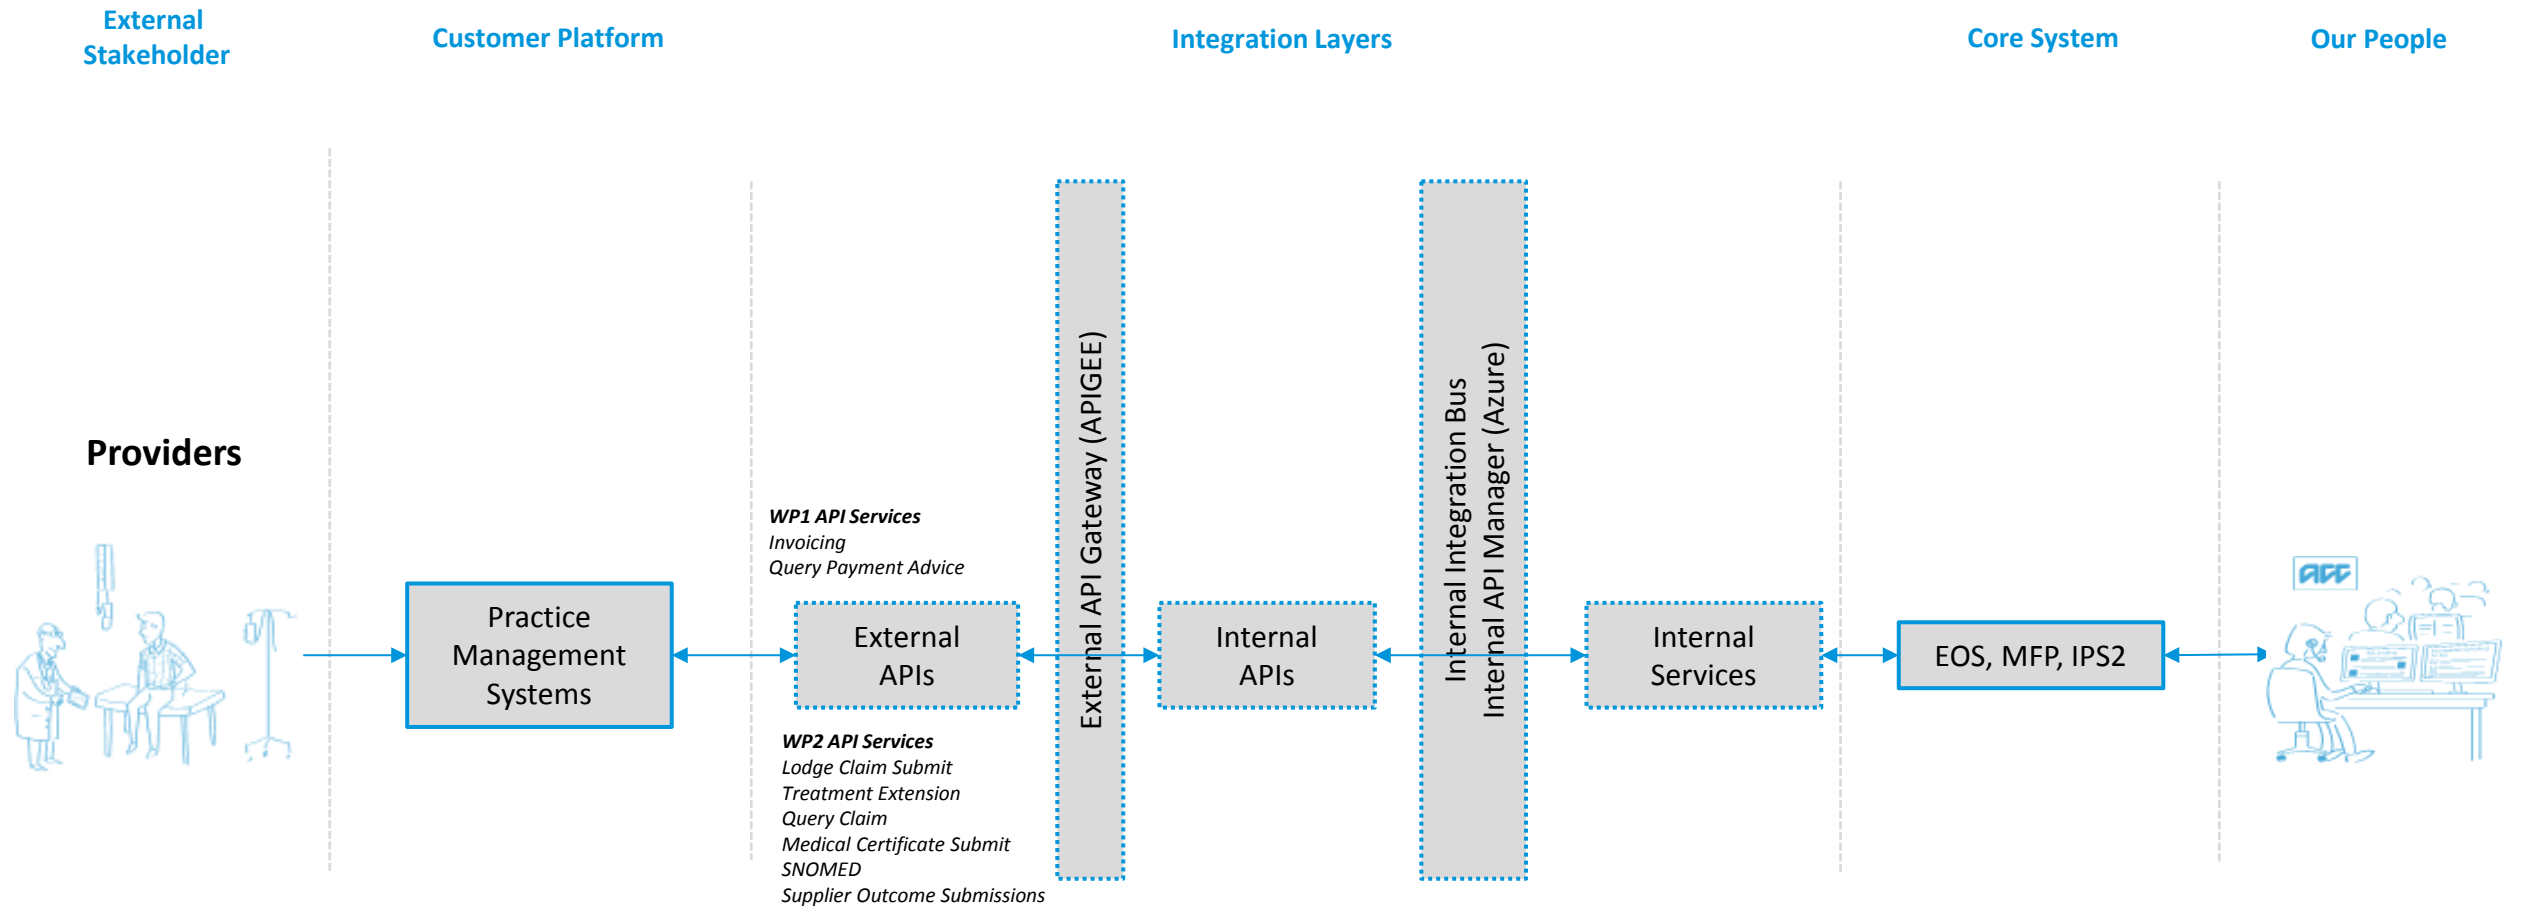 External
Stakeholder
Customer Platform
Integration Layers
Core System
Our People
Providers
WP1 API Services
Invoicing
Query Payment Advice
Practice
Management
Systems
External
APIs
WP2 API Services
Lodge Claim Submit
Treatment Extension
Query Claim
Medical Certificate Submit
SNOMED
Supplier Outcome Submissions
External API Gateway (APIGEE)
Internal
APIs
Internal Integration Bus
Internal API Manager (Azure)
Internal
Services
EOS, MFP, IPS2
acc